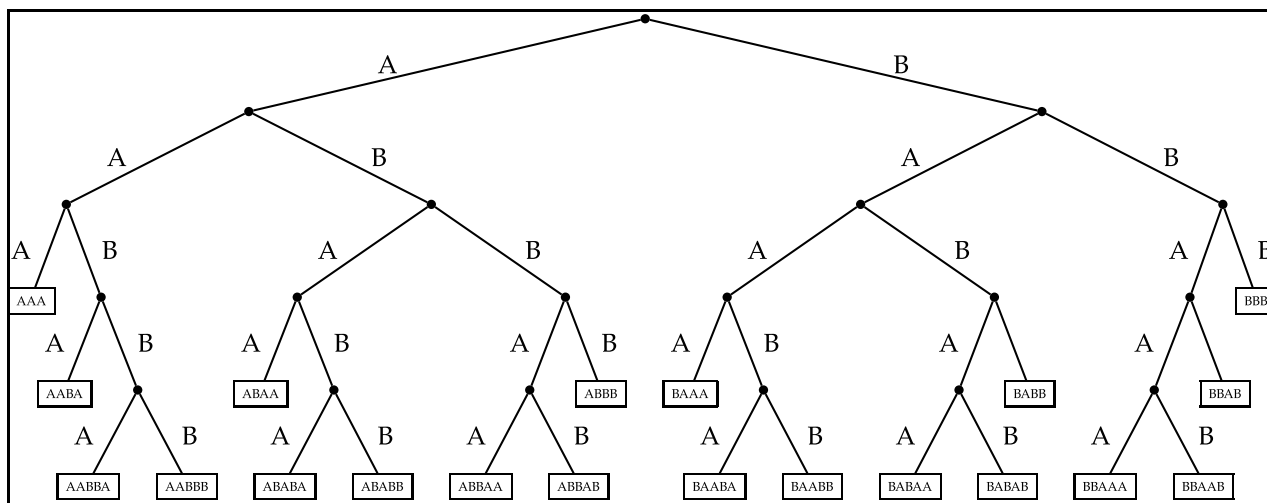 A B
A B A B
A B A B A B A B
AAA BBB
A B A B A B A B A A
AABA ABAA ABBB BAAA BABB BBAB
A B A B A B A B A B A B
AABBA AABBB ABABA ABABB ABBAA ABBAB BAABA BAABB BABAA BABAB BBAAA BBAAB